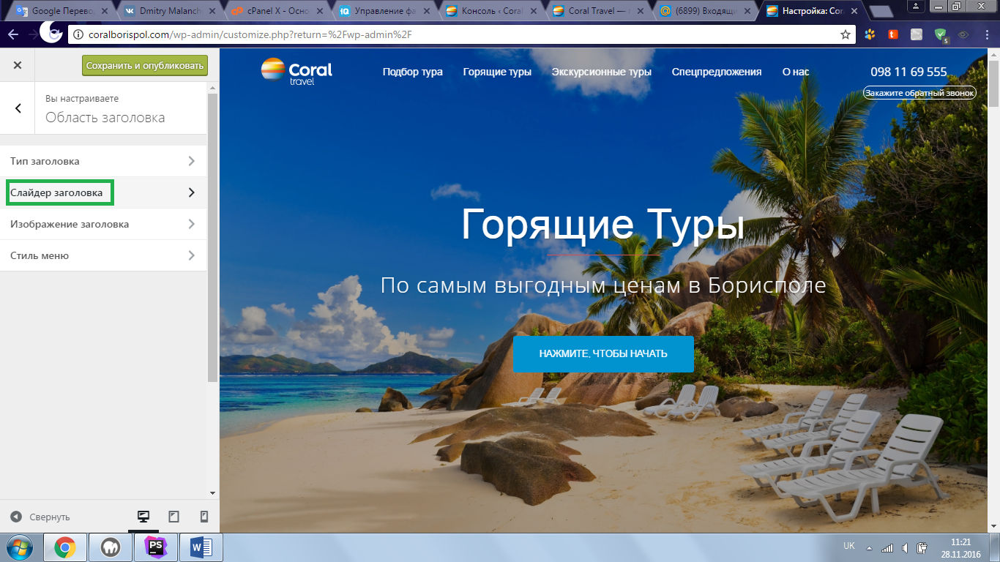 Google Перево
Dmitry Malanch
cPanel X - Осно
Управление фа
Консоль ‹ Coral
Coral Travel —
(6899) Входящи
Настройка: Cor
coralborispol.com/wp-admin/customize.php?return=%2Fwp-admin%2F
5
Сохранить и опубликовать
Вы настраиваете
Область заголовка
Тип заголовка
Слайдер заголовка
Изображение заголовка
Стиль меню
Свернуть
Coral
travel
Подбор тура
Горящие туры
Экскурсионные туры
Спецпредложения
О нас
098 11 69 555
Закажите обратный звонок
Горящие Туры
По самым выгодным ценам в Борисполе
НАЖМИТЕ, ЧТОБЫ НАЧАТЬ
UK
11:21
28.11.2016